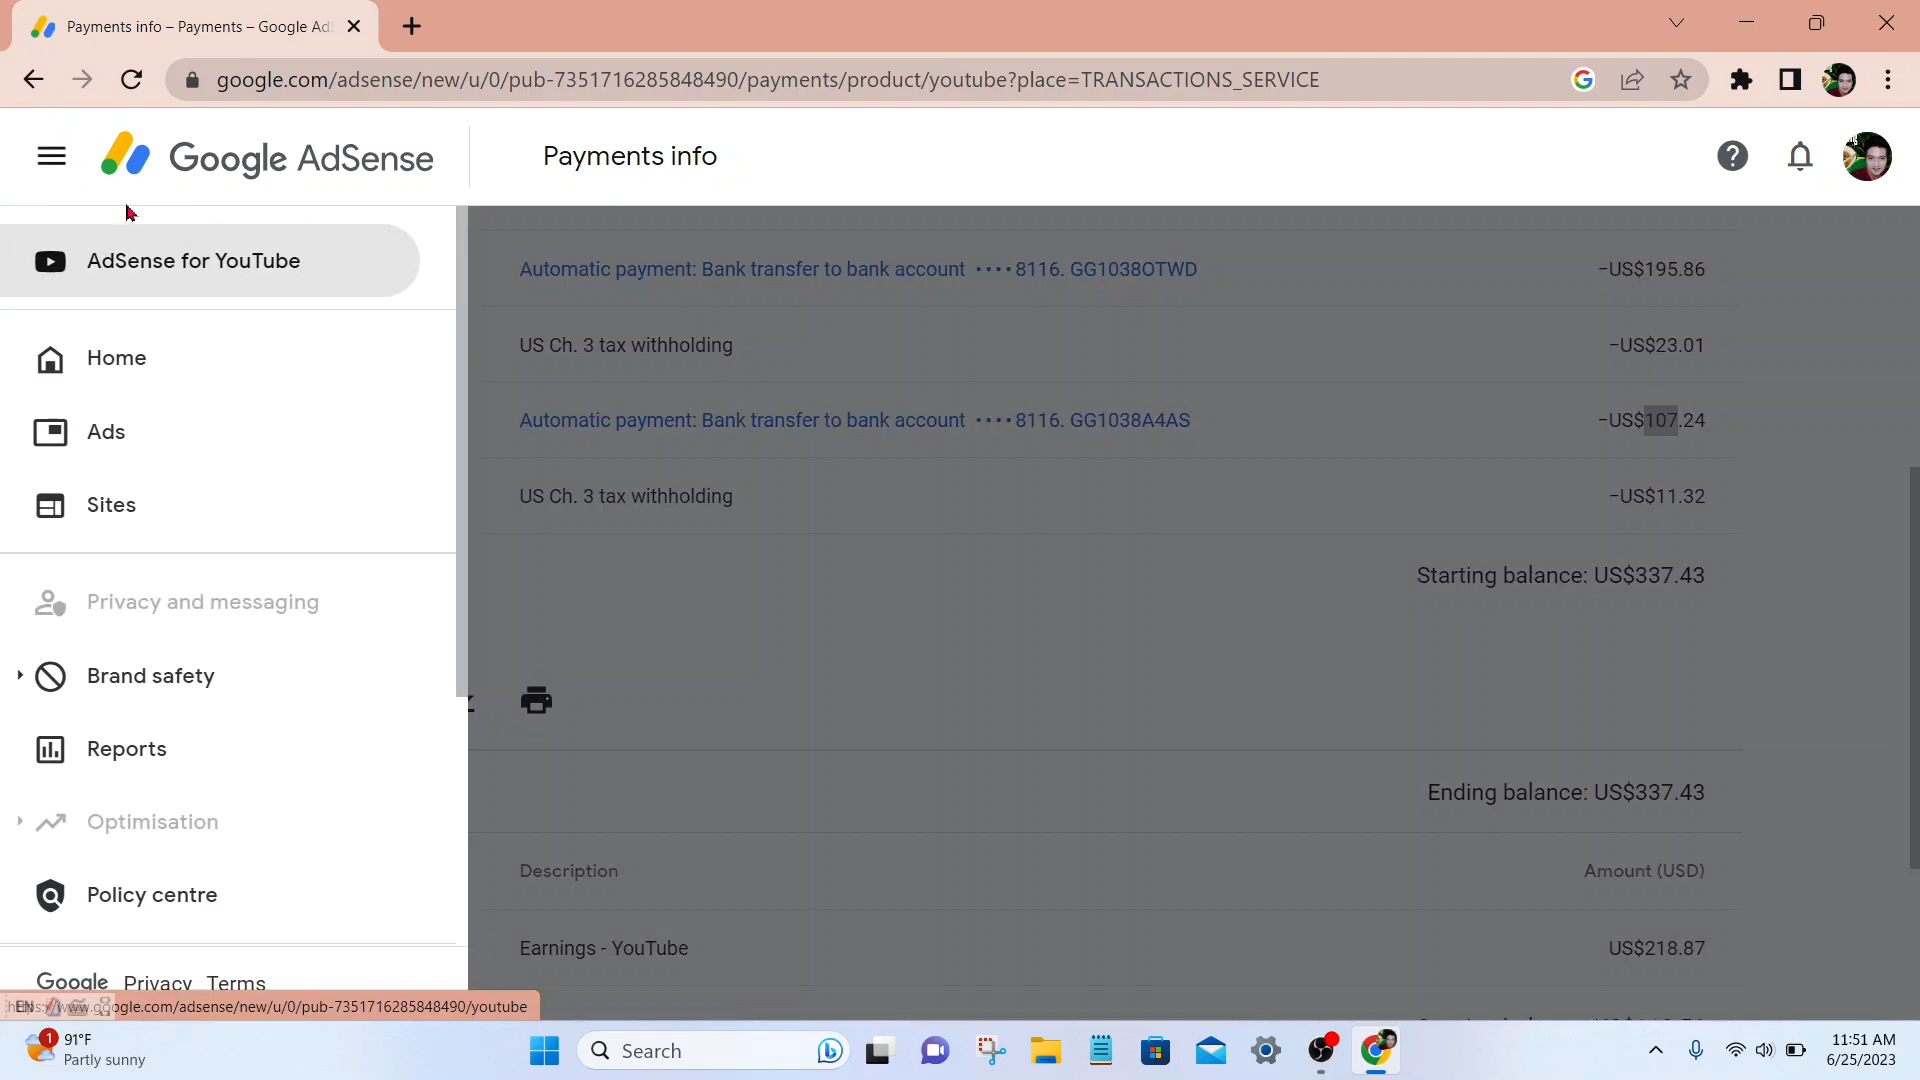 Payments info – Payments – Google Ad
google.com/adsense/new/u/0/pub-7351716285848490/payments/product/youtube?place=TRANSACTIONS_SERVICE
Google AdSense
Payments info
AdSense for YouTube
Home
Ads
Sites
Privacy and messaging
Brand safety
Reports
Optimisation
Policy centre
Google Privacy Terms
Automatic payment: Bank transfer to bank account ····8116. GG1038OTWD −US$195.86
US Ch. 3 tax withholding −US$23.01
Automatic payment: Bank transfer to bank account ····8116. GG1038A4AS −US$107.24
US Ch. 3 tax withholding −US$11.32
Starting balance: US$337.43
Ending balance: US$337.43
Description Amount (USD)
Earnings - YouTube US$218.87
https://www.google.com/adsense/new/u/0/pub-7351716285848490/youtube
EN
1
91°F
Partly sunny
Search
11:51 AM
6/25/2023